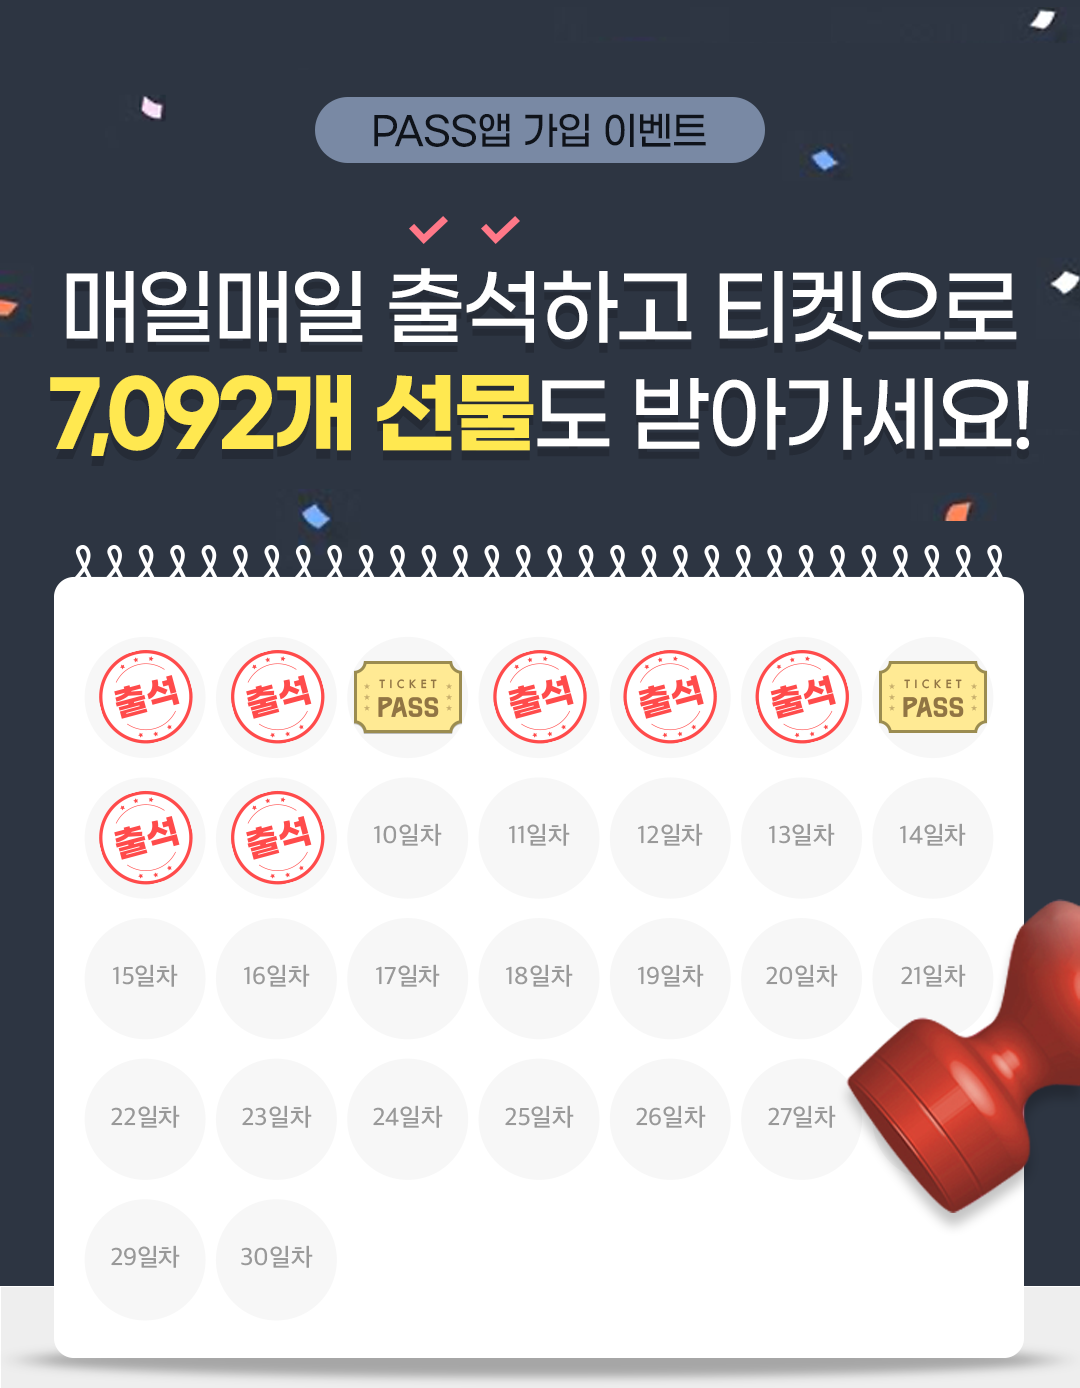 PASS앱 가입 이벤트
매일매일 출석하고 티켓으로
7,092개 선물도 받아가세요!
출석 출석 TICKET PASS 출석 출석 출석 TICKET PASS
출석 출석 10일차 11일차 12일차 13일차 14일차
15일차 16일차 17일차 18일차 19일차 20일차 21일차
22일차 23일차 24일차 25일차 26일차 27일차
29일차 30일차